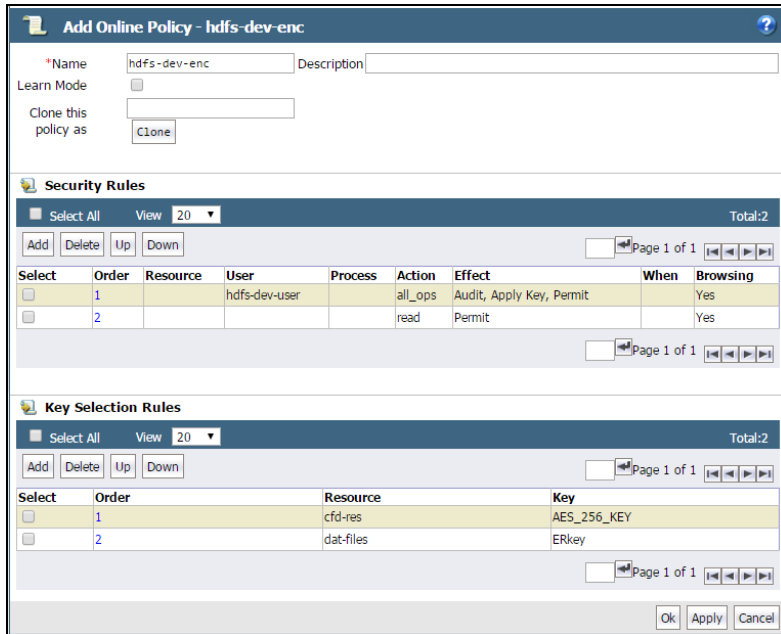 Add Online Policy - hdfs-dev-enc
?
*Name hdfs-dev-enc Description
Learn Mode
Clone this
policy as
Clone
Security Rules
Select All View 20 Total:2
Add Delete Up Down Page 1 of 1
Select Order Resource User Process Action Effect When Browsing
1 hdfs-dev-user all_ops Audit, Apply Key, Permit Yes
2 read Permit Yes
Page 1 of 1
Key Selection Rules
Select All View 20 Total:2
Add Delete Up Down Page 1 of 1
Select Order Resource Key
1 cfd-res AES_256_KEY
2 dat-files ERkey
Page 1 of 1
Ok Apply Cancel